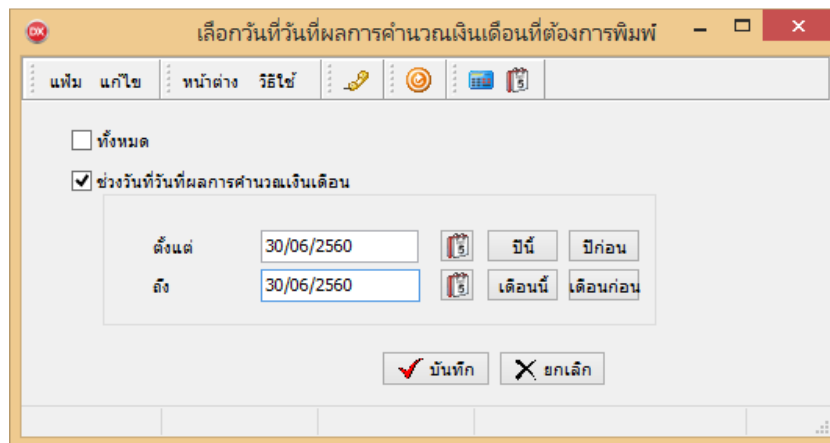 DX
เลือกวันที่วันที่ผลการคำนวณเงินเดือนที่ต้องการพิมพ์
แฟ้ม แก้ไข หน้าต่าง วิธีใช้
ทั้งหมด
ช่วงวันที่วันที่ผลการคำนวณเงินเดือน
ตั้งแต่ 30/06/2560 5 ปีนี้ ปีก่อน
ถึง 30/06/2560 5 เดือนนี้ เดือนก่อน
บันทึก ยกเลิก